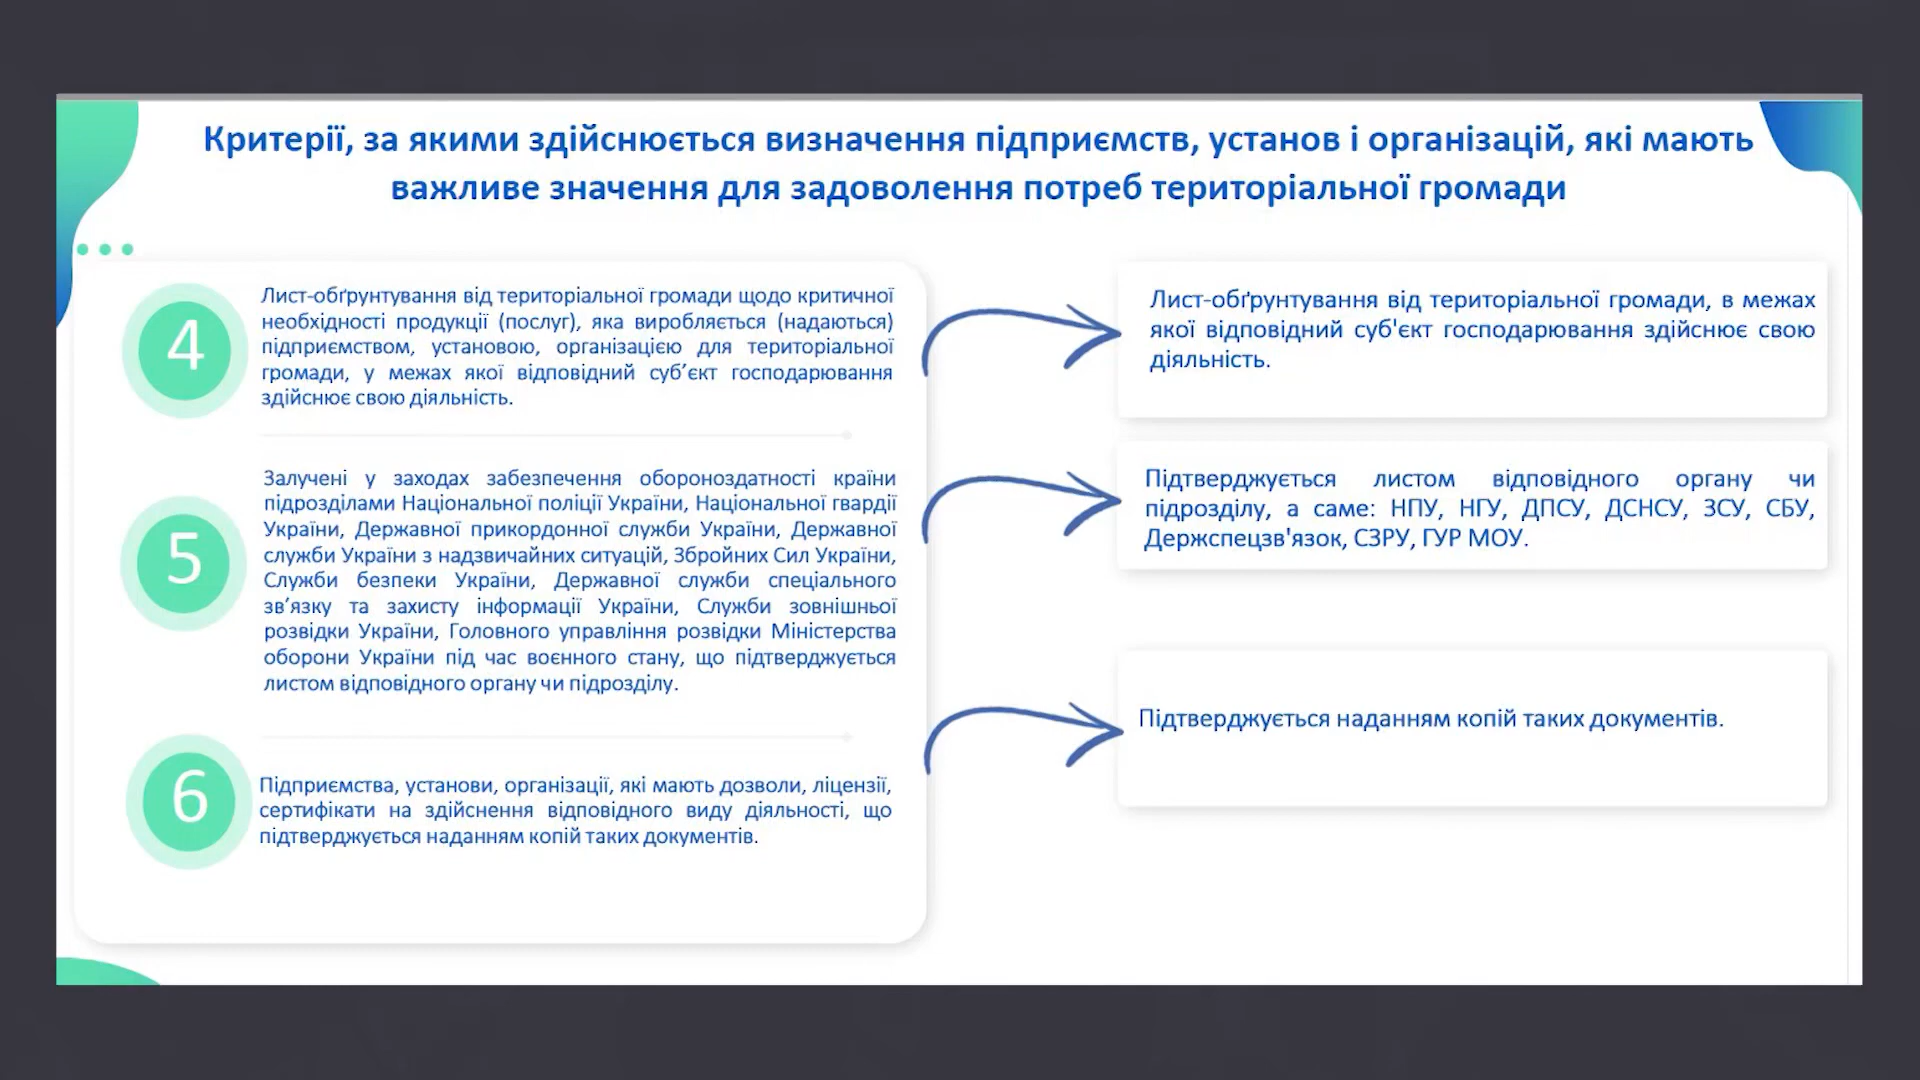 Критерії, за якими здійснюється визначення підприємств, установ і організацій, які мають
важливе значення для задоволення потреб територіальної громади
4
Лист-обґрунтування від територіальної громади щодо критичної
необхідності продукції (послуг), яка виробляється (надаються)
підприємством, установою, організацією для територіальної
громади, у межах якої відповідний суб’єкт господарювання
здійснює свою діяльність.
Лист-обґрунтування від територіальної громади, в межах
якої відповідний суб'єкт господарювання здійснює свою
діяльність.
5
Залучені у заходах забезпечення обороноздатності країни
підрозділами Національної поліції України, Національної гвардії
України, Державної прикордонної служби України, Державної
служби України з надзвичайних ситуацій, Збройних Сил України,
Служби безпеки України, Державної служби спеціального
зв’язку та захисту інформації України, Служби зовнішньої
розвідки України, Головного управління розвідки Міністерства
оборони України під час воєнного стану, що підтверджується
листом відповідного органу чи підрозділу.
Підтверджується листом відповідного органу чи
підрозділу, а саме: НПУ, НГУ, ДПСУ, ДСНСУ, ЗСУ, СБУ,
Держспецзв'язок, СЗРУ, ГУР МОУ.
6
Підприємства, установи, організації, які мають дозволи, ліцензії,
сертифікати на здійснення відповідного виду діяльності, що
підтверджується наданням копій таких документів.
Підтверджується наданням копій таких документів.